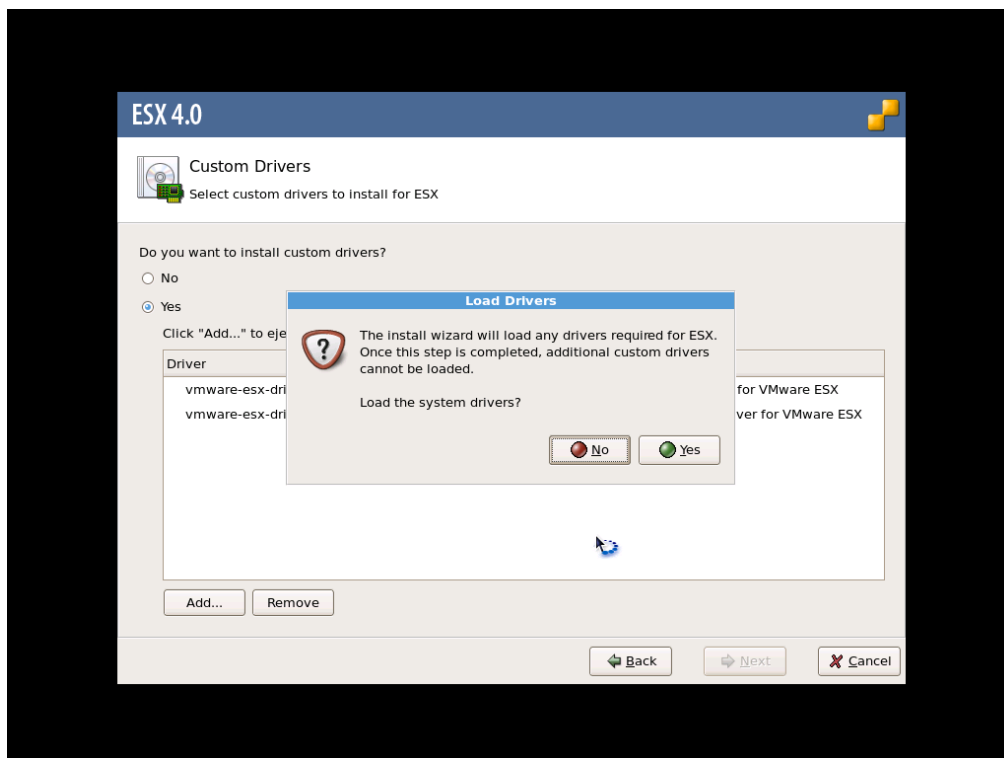 ESX 4.0
Custom Drivers
Select custom drivers to install for ESX
Do you want to install custom drivers?
No
Yes
Click "Add..." to eje
Load Drivers
The install wizard will load any drivers required for ESX.
Once this step is completed, additional custom drivers
cannot be loaded.
Load the system drivers?
No
Yes
Driver
vmware-esx-dri
for VMware ESX
vmware-esx-dri
ver for VMware ESX
Add...
Remove
Back
Next
Cancel